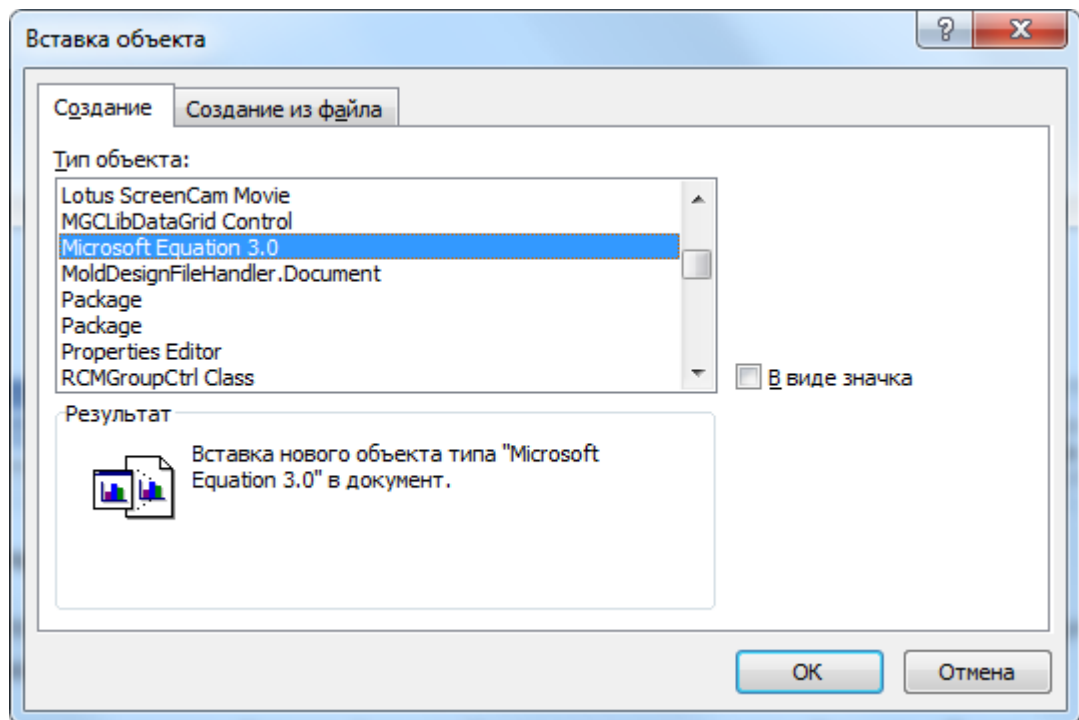 Вставка объекта
Создание
Создание из файла
Тип объекта:
Lotus ScreenCam Movie
MGCLibDataGrid Control
Microsoft Equation 3.0
MoldDesignFileHandler.Document
Package
Package
Properties Editor
RCMGroupCtrl Class
В виде значка
Результат
Вставка нового объекта типа "Microsoft
Equation 3.0" в документ.
ОК
Отмена